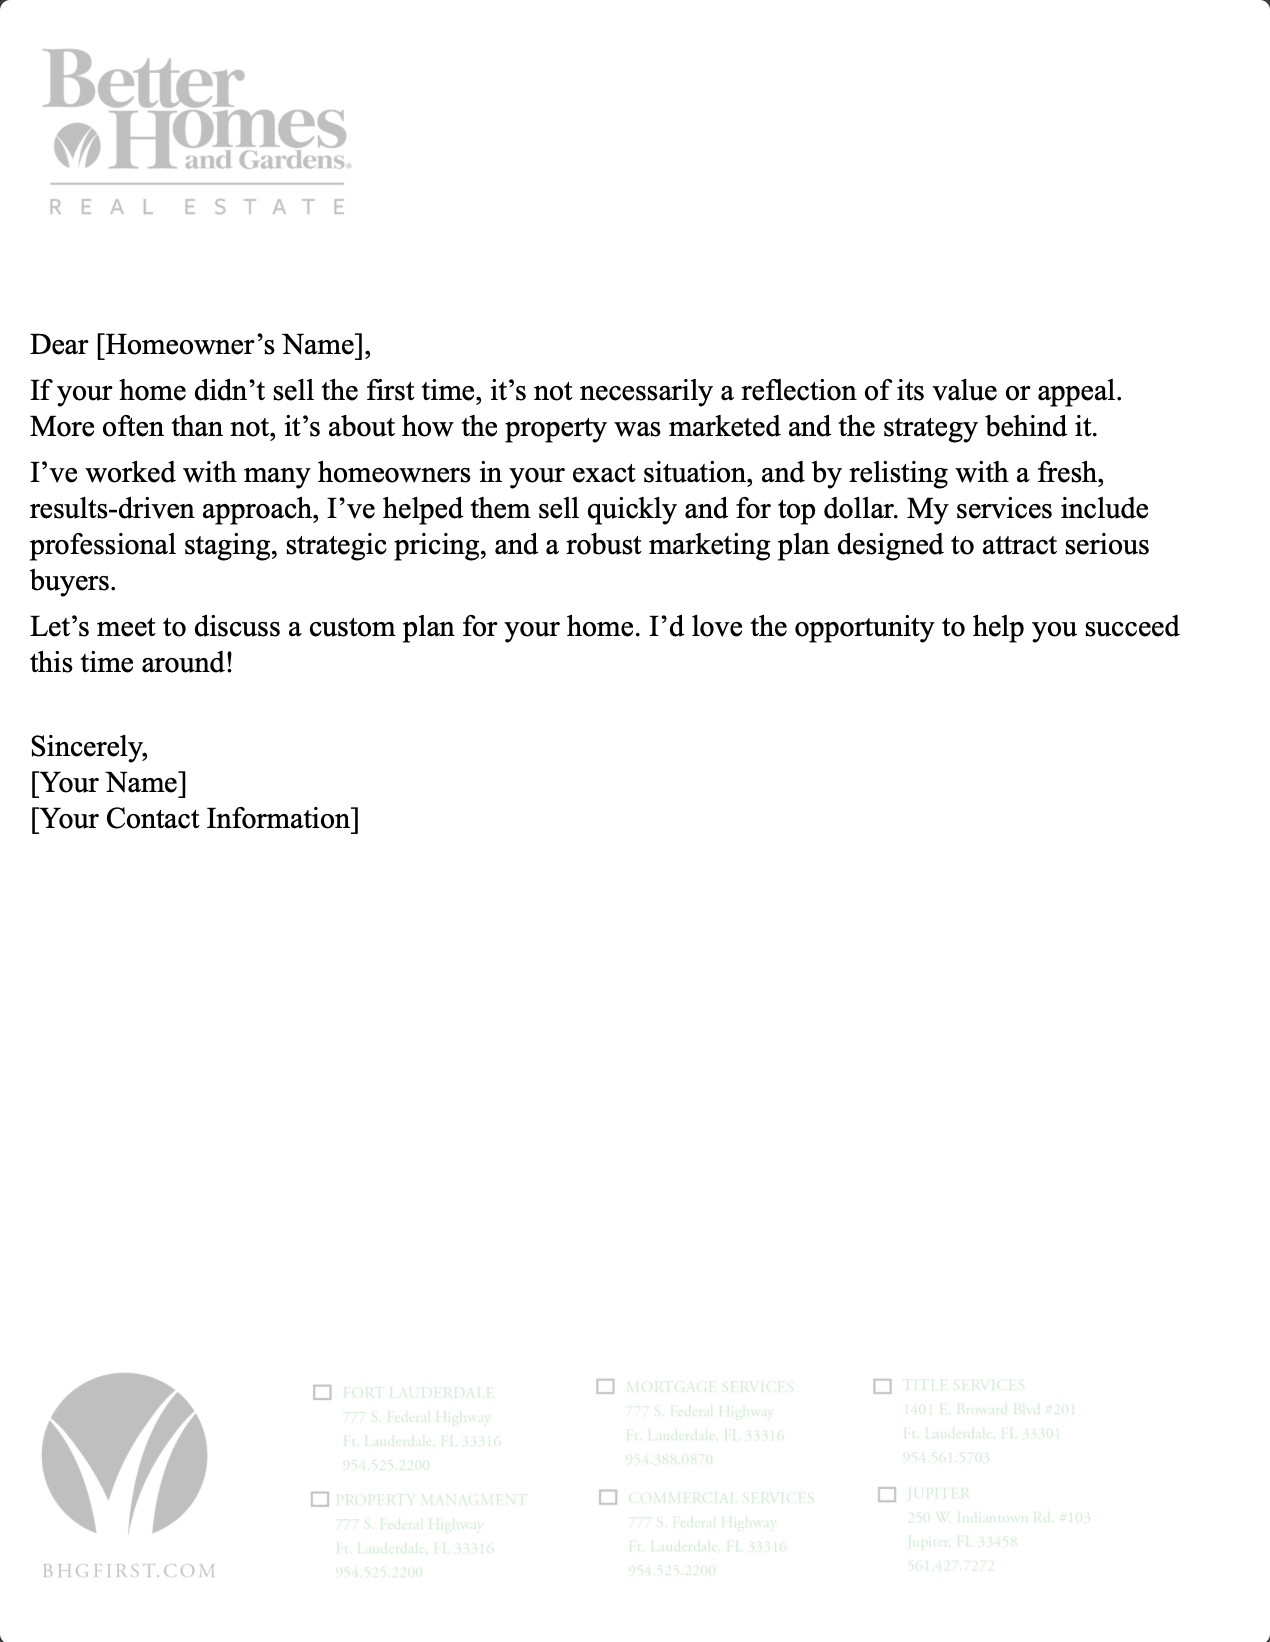 Better
Homes
and Gardens.
REAL ESTATE
Dear [Homeowner’s Name],
If your home didn’t sell the first time, it’s not necessarily a reflection of its value or appeal.
More often than not, it’s about how the property was marketed and the strategy behind it.
I’ve worked with many homeowners in your exact situation, and by relisting with a fresh,
results-driven approach, I’ve helped them sell quickly and for top dollar. My services include
professional staging, strategic pricing, and a robust marketing plan designed to attract serious
buyers.
Let’s meet to discuss a custom plan for your home. I’d love the opportunity to help you succeed
this time around!
Sincerely,
[Your Name]
[Your Contact Information]
FORT LAUDERDALE
777 S. Federal Highway
Ft. Lauderdale, FL 33316
954.525.2200
MORTGAGE SERVICES
777 S. Federal Highway
Ft. Lauderdale, FL 33316
954.388.0870
TITLE SERVICES
1401 E. Broward Blvd #201
Ft. Lauderdale, FL 33301
954.561.5703
PROPERTY MANAGMENT
777 S. Federal Highway
Ft. Lauderdale, FL 33316
954.525.2200
COMMERCIAL SERVICES
777 S. Federal Highway
Ft. Lauderdale, FL 33316
954.525.2200
JUPITER
250 W. Indiantown Rd. #103
Jupiter, FL 33458
561.427.7272
BHGFIRST.COM